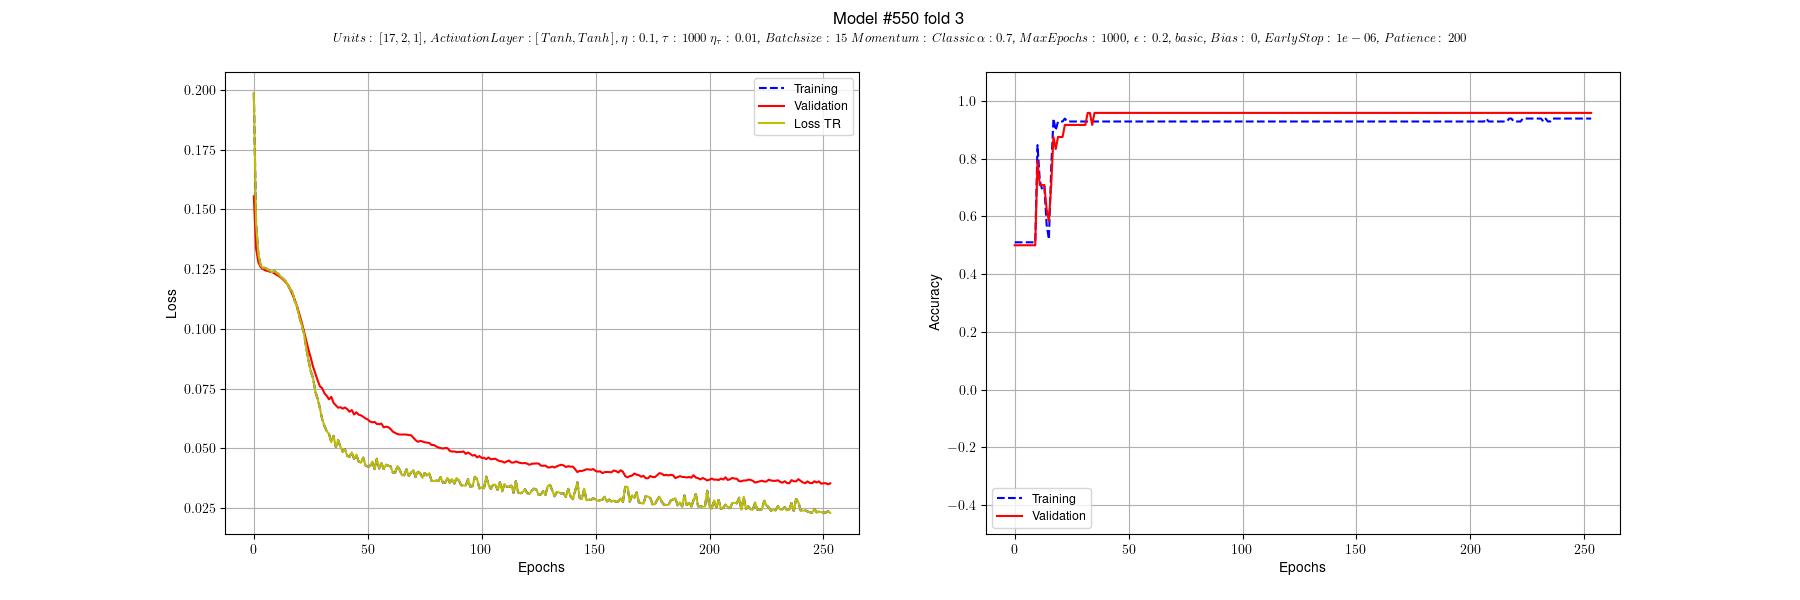 Model #550 fold 3
Units : [17, 2, 1], ActivationLayer : [Tanh, Tanh], η : 0.1, τ : 1000 η_τ : 0.01, Batchsize : 15 Momentum : Classic α : 0.7, MaxEpochs : 1000, ϵ : 0.2, basic, Bias : 0, EarlyStop : 1e − 06, Patience : 200
Training
Validation
Loss TR
0.200
0.175
0.150
0.125
0.100
0.075
0.050
0.025
Loss
0 50 100 150 200 250
Epochs
1.0
0.8
0.6
0.4
0.2
0.0
−0.2
−0.4
Accuracy
Training
Validation
0 50 100 150 200 250
Epochs